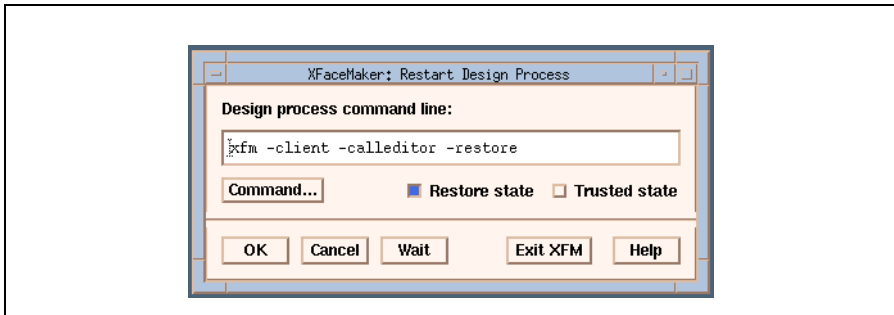 XFaceMaker: Restart Design Process
Design process command line:
xfm -client -calleditor -restore
Command... Restore state Trusted state
OK Cancel Wait Exit XFM Help